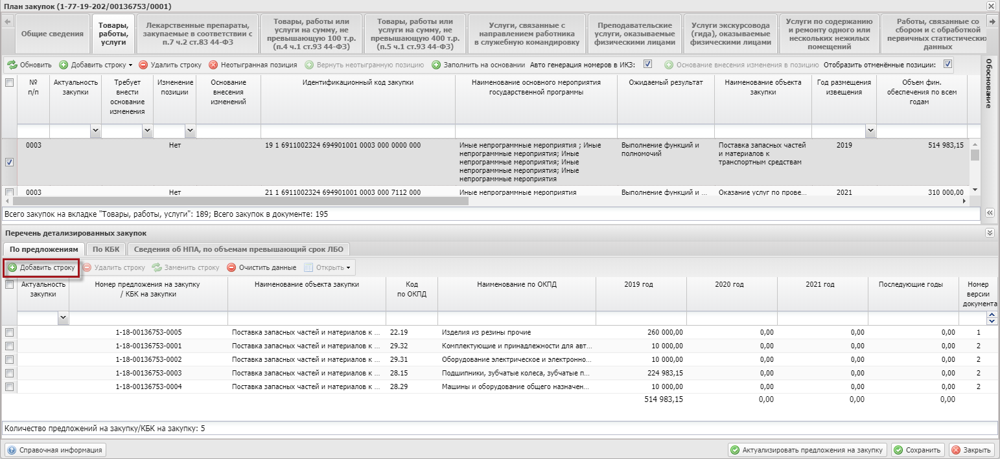 План закупок (1-77-19-202/00136753/0001)
Общие сведения
Товары,
работы,
услуги
Лекарственные препараты,
закупаемые в соответствии с
п.7 ч.2 ст.83 44-ФЗ
Товары, работы или
услуги на сумму, не
превышающую 100 т.р.
(п.4 ч.1 ст.93 44-ФЗ)
Товары, работы или
услуги на сумму, не
превышающую 400 т.р.
(п.5 ч.1 ст.93 44-ФЗ)
Услуги, связанные с
направлением работника
в служебную командировку
Преподавательские
услуги, оказываемые
физическими лицами
Услуги экскурсовода
(гида), оказываемые
физическими лицами
Услуги по содержанию
и ремонту одного или
нескольких нежилых
помещений
Работы, связанные со
сбором и с обработкой
первичных статистических
данных
Обновить Добавить строку Удалить строку Неотыгранная позиция Вернуть неотыгранную позицию Заполнить на основании Авто генерация номеров в ИКЗ: Основание внесения изменения в позицию Отобразить отменённые позиции:
Обоснование
№
п/п
Актуальность
закупки
Требует
внести
основание
изменения
Изменение
позиции
Основание
внесения
изменений
Идентификационный код закупки
Наименование основного мероприятия
государственной программы
Ожидаемый результат
Наименование объекта
закупки
Год размещения
извещения
Объем фин.
обеспечения по всем
годам
0003 Нет 19 1 6911002324 694901001 0003 000 0000 000
Иные непрограммные мероприятия ; Иные
непрограммные мероприятия; Иные
непрограммные мероприятия; Иные
непрограммные мероприятия; Иные
непрограммные мероприятия
Выполнение функций и
полномочий
Поставка запасных частей
и материалов к
транспортным средствам
2019 514 983,15
0003 Нет 21 1 6911002324 694901001 0003 000 7112 000 Иные непрограммные мероприятия Выполнение функций и ... Оказание услуг по прове... 2021 310 000,00
Всего закупок на вкладке "Товары, работы, услуги": 189; Всего закупок в документе: 195
Перечень детализированных закупок
По предложениям По КБК Сведения об НПА, по объемам превышающий срок ЛБО
Добавить строку Удалить строку Заменить строку Очистить данные Открыть
Актуальность
закупки
Номер предложения на закупку
/ КБК на закупки
Наименование объекта закупки
Код
по ОКПД
Наименование по ОКПД
2019 год
2020 год
2021 год
Последующие годы
Номер
версии
документа
1-18-00136753-0005 Поставка запасных частей и материалов к ... 22.19 Изделия из резины прочие 260 000,00 0,00 0,00 0,00 1
1-18-00136753-0001 Поставка запасных частей и материалов к ... 29.32 Комплектующие и принадлежности для авт... 10 000,00 0,00 0,00 0,00 2
1-18-00136753-0002 Поставка запасных частей и материалов к ... 29.31 Оборудование электрическое и электронно... 10 000,00 0,00 0,00 0,00 2
1-18-00136753-0003 Поставка запасных частей и материалов к ... 28.15 Подшипники, зубчатые колеса, зубчатые п... 224 983,15 0,00 0,00 0,00 2
1-18-00136753-0004 Поставка запасных частей и материалов к ... 28.29 Машины и оборудование общего назначен... 10 000,00 0,00 0,00 0,00 2
514 983,15 0,00 0,00 0,00
Количество предложений на закупку/КБК на закупку: 5
Справочная информация Актуализировать предложения на закупку Сохранить Закрыть